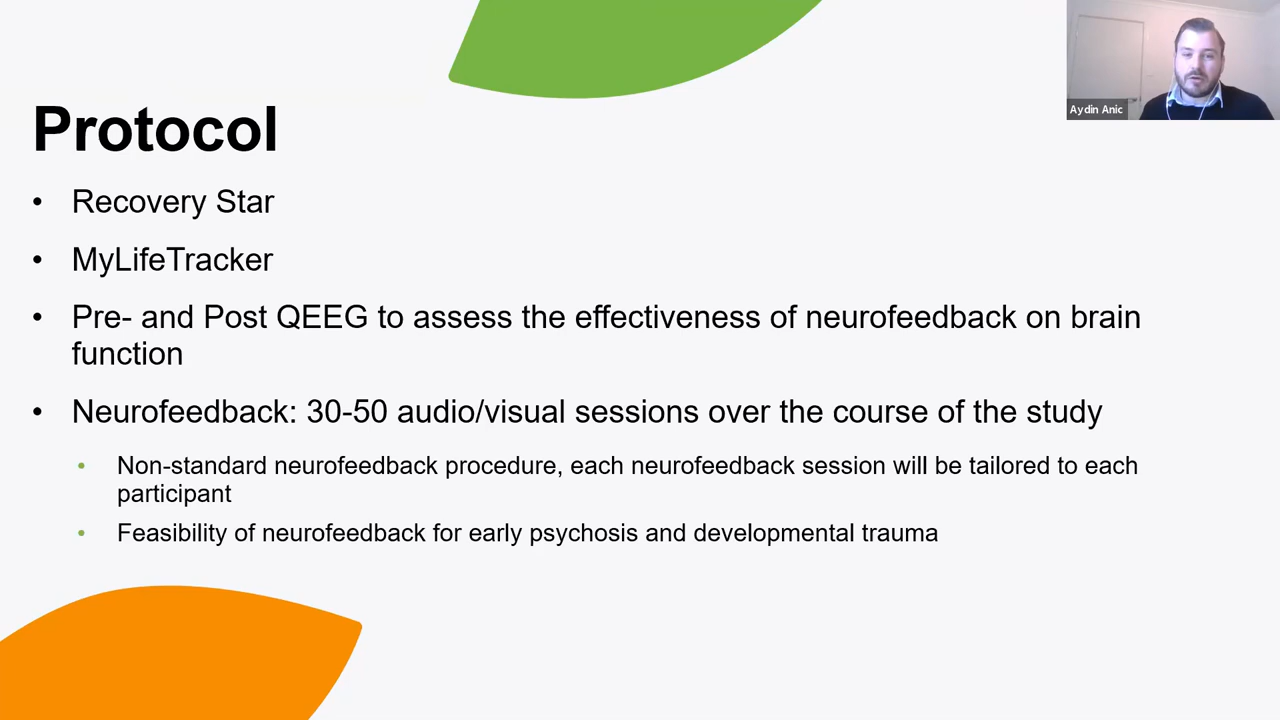 Aydin Anic
Protocol
• Recovery Star
• MyLifeTracker
• Pre- and Post QEEG to assess the effectiveness of neurofeedback on brain
function
• Neurofeedback: 30-50 audio/visual sessions over the course of the study
• Non-standard neurofeedback procedure, each neurofeedback session will be tailored to each
participant
• Feasibility of neurofeedback for early psychosis and developmental trauma